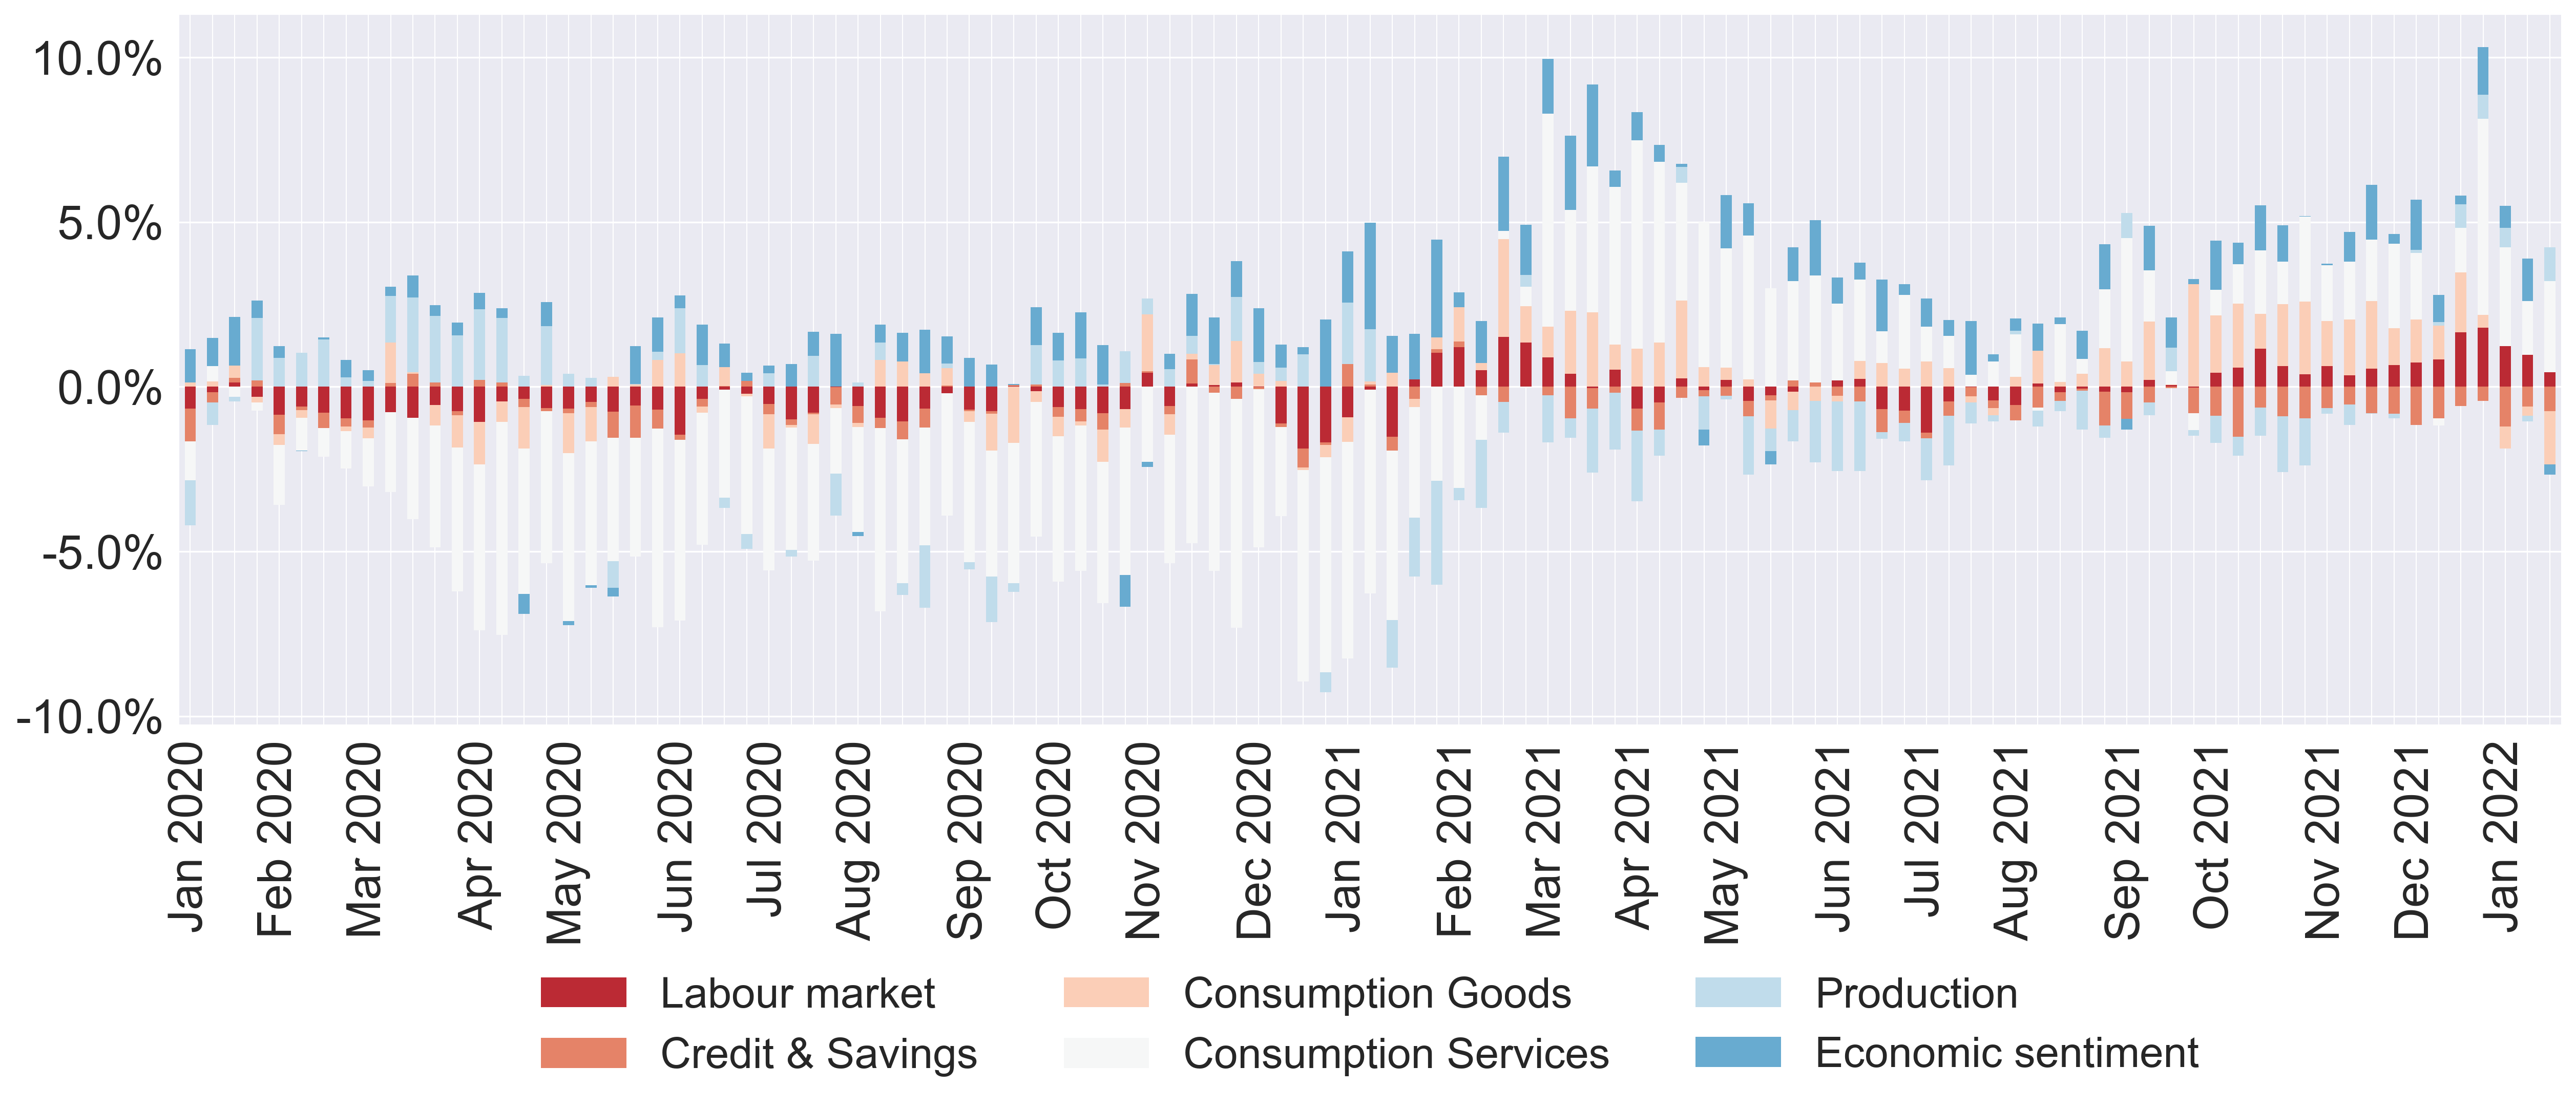 10.0%
5.0%
0.0%
-5.0%
-10.0%
Jan 2020
Feb 2020
Mar 2020
Apr 2020
May 2020
Jun 2020
Jul 2020
Aug 2020
Sep 2020
Oct 2020
Nov 2020
Dec 2020
Jan 2021
Feb 2021
Mar 2021
Apr 2021
May 2021
Jun 2021
Jul 2021
Aug 2021
Sep 2021
Oct 2021
Nov 2021
Dec 2021
Jan 2022
Labour market
Credit & Savings
Consumption Goods
Consumption Services
Production
Economic sentiment